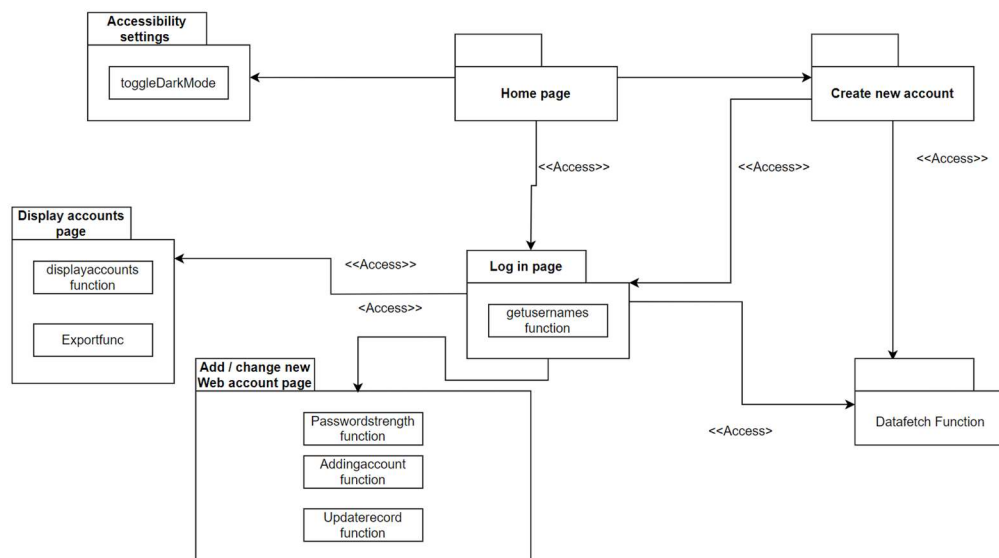 Accessibility
settings
toggleDarkMode
Home page
Create new account
<<Access>>
<<Access>>
<<Access>>
Display accounts
page
displayaccounts
function
Exportfunc
<<Access>>
<Access>>
Log in page
getusernames
function
Add / change new
Web account page
Passwordstrength
function
Addingaccount
function
Updaterecord
function
<<Access>
Datafetch Function